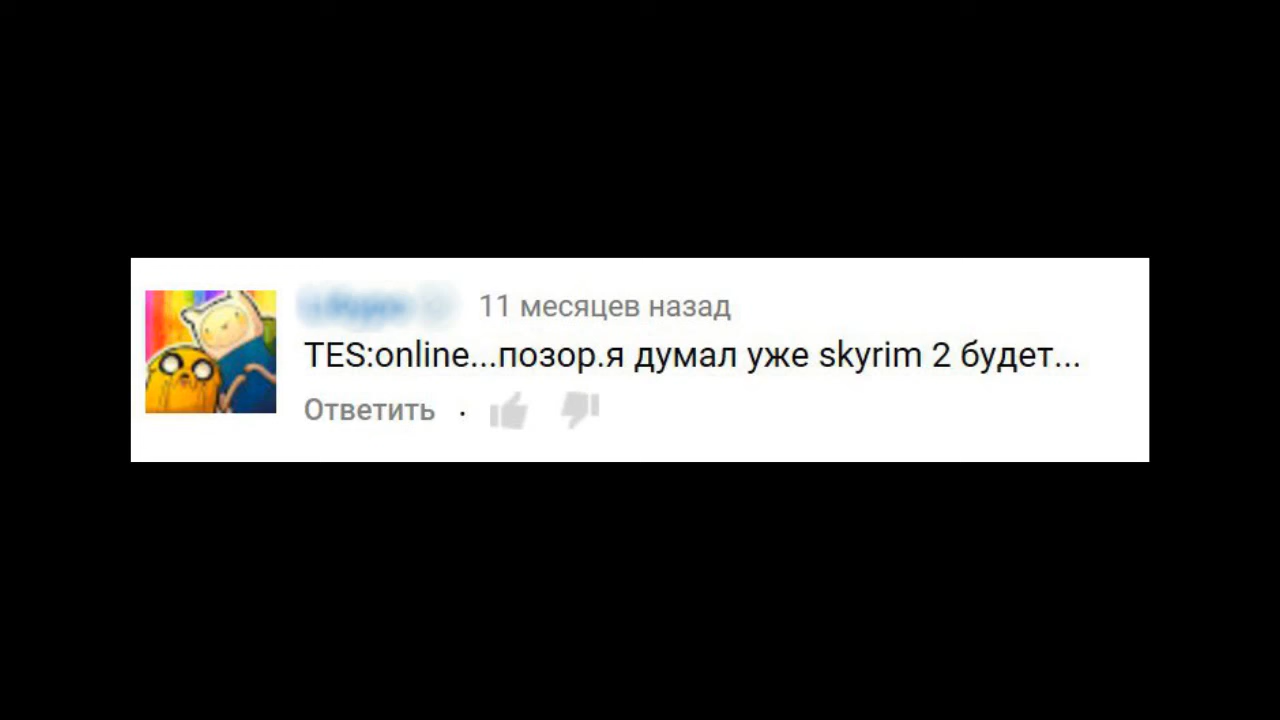 11 месяцев назад
TES:online...позор.я думал уже skyrim 2 будет...
Ответить ·